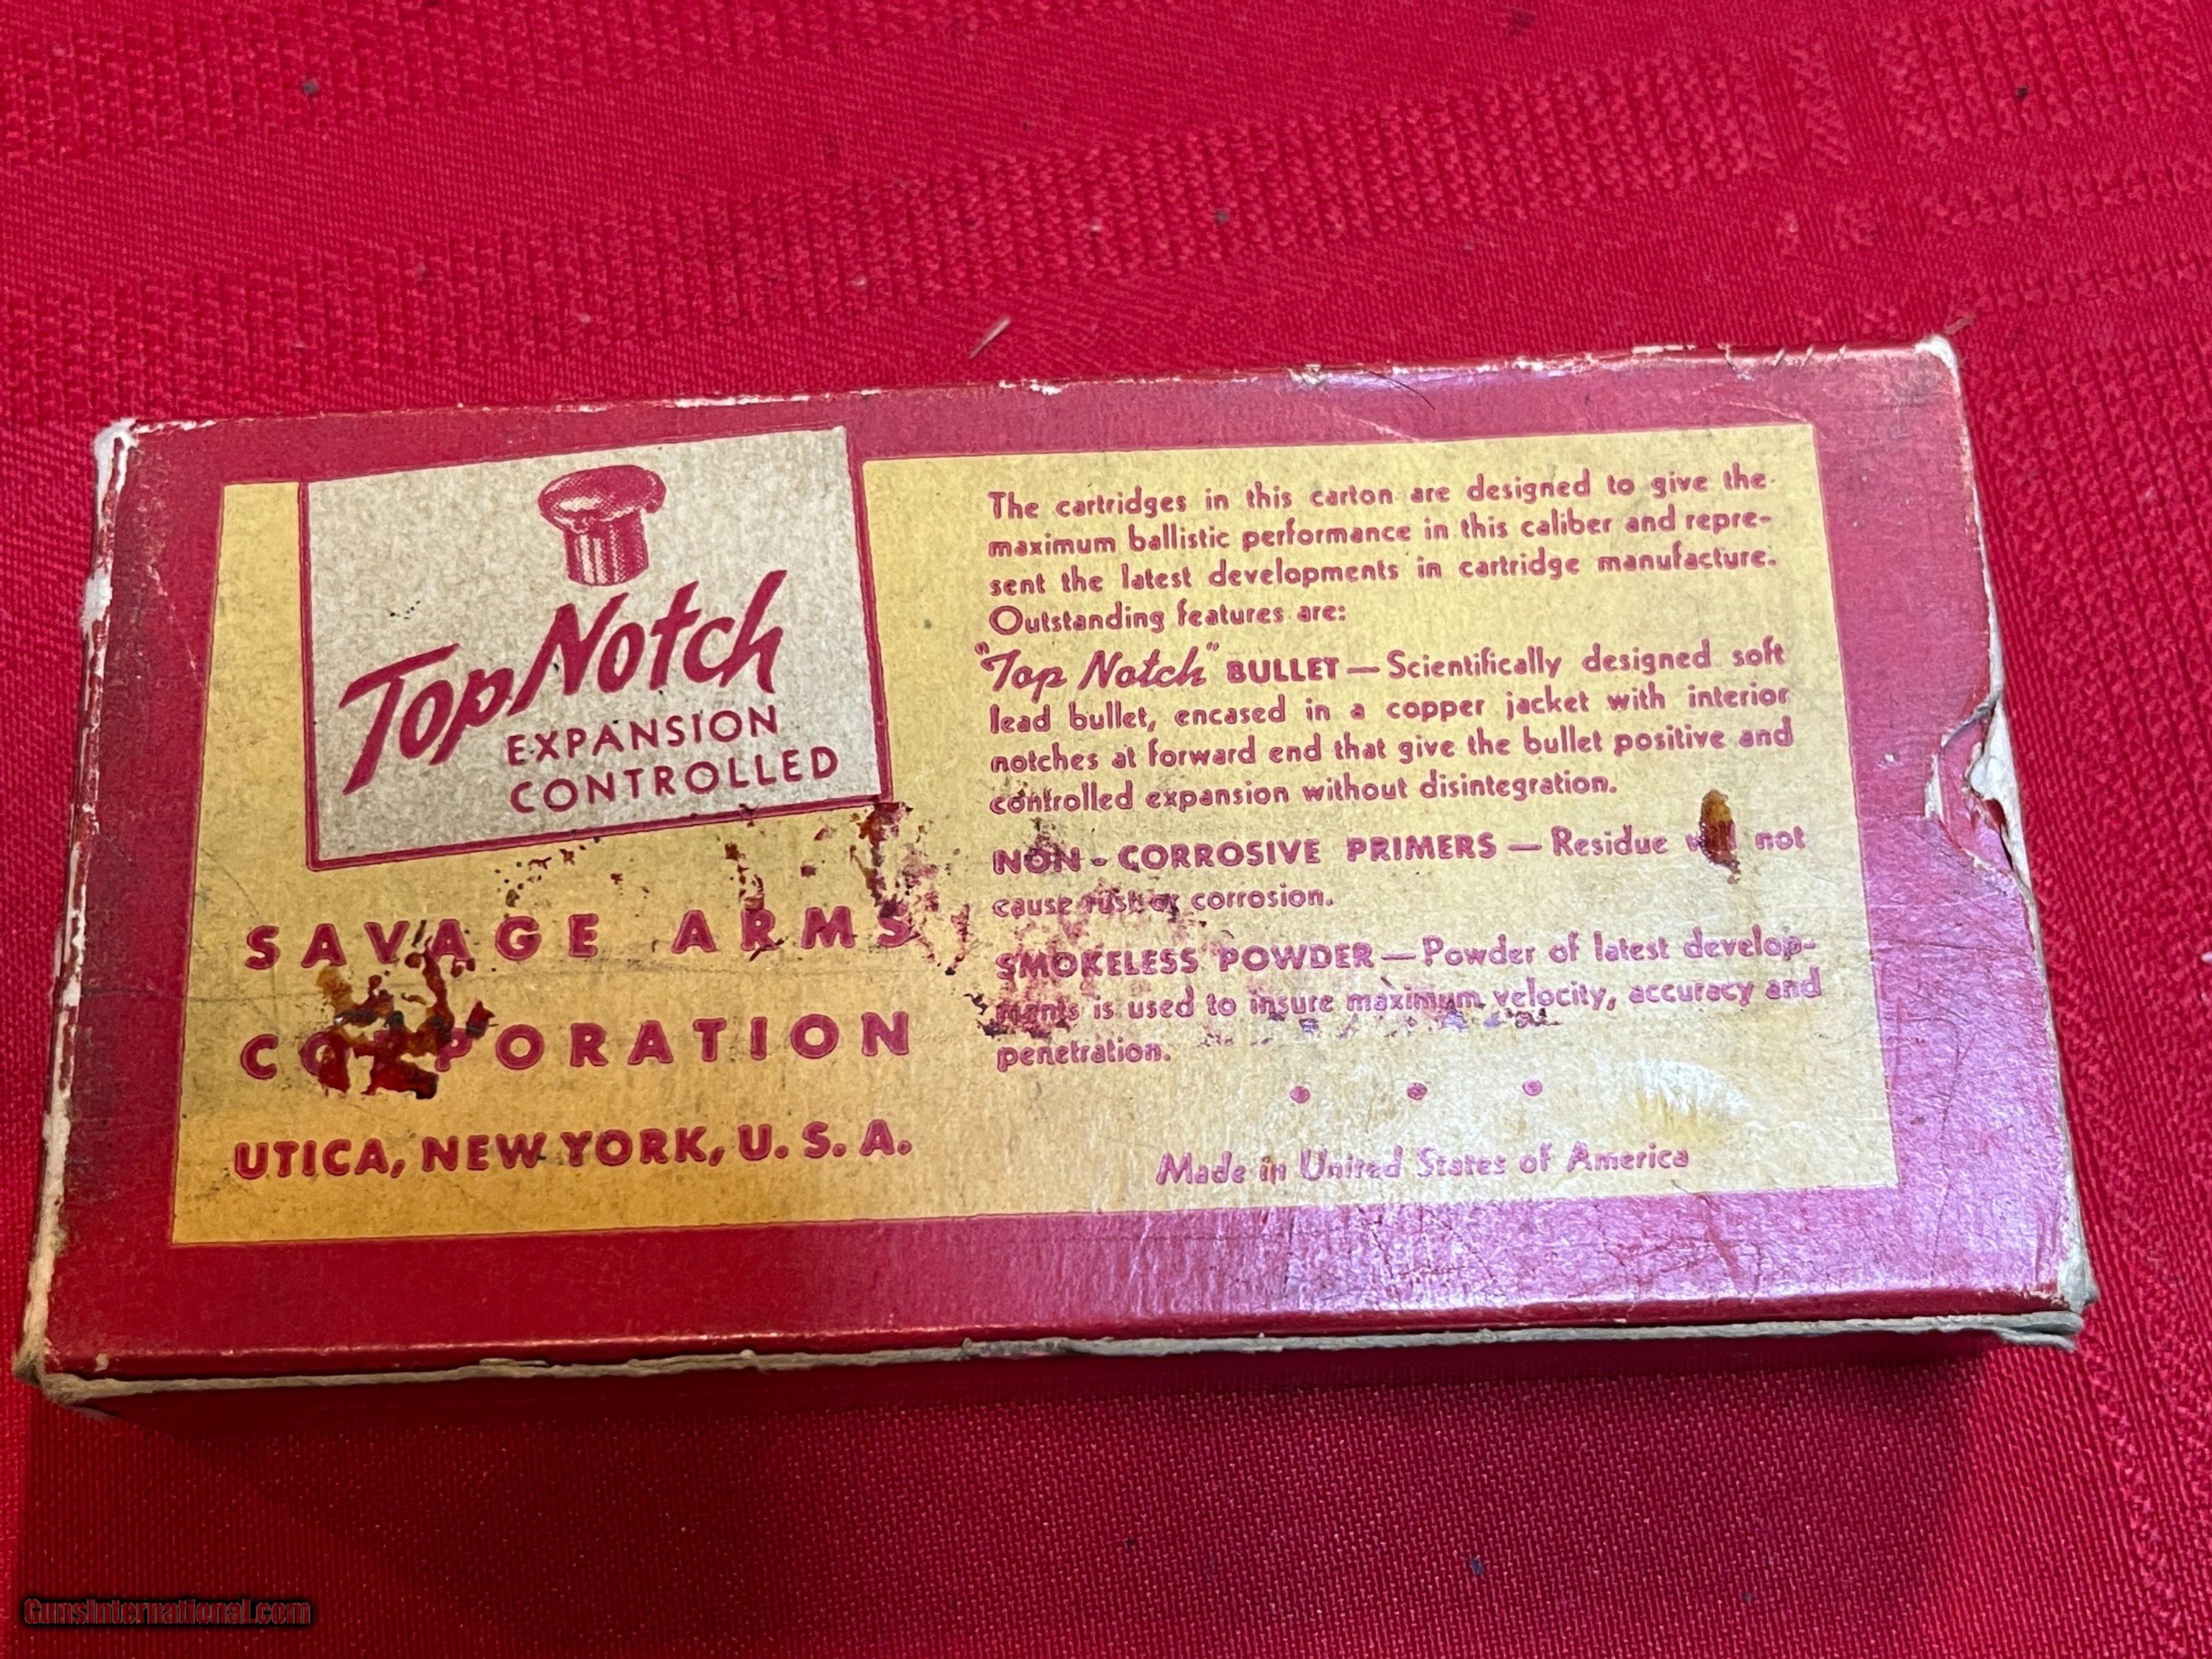 Top Notch
EXPANSION
CONTROLLED
SAVAGE ARMS
CORPORATION
UTICA, NEW YORK, U. S. A.
The cartridges in this carton are designed to give the
maximum ballistic performance in this caliber and repre-
sent the latest developments in cartridge manufacture.
Outstanding features are:
"Top Notch" BULLET — Scientifically designed soft
lead bullet, encased in a copper jacket with interior
notches at forward end that give the bullet positive and
controlled expansion without disintegration.
NON - CORROSIVE PRIMERS — Residue will not
cause rust or corrosion.
SMOKELESS POWDER — Powder of latest develop-
ments is used to insure maximum velocity, accuracy and
penetration.
Made in United States of America
GunsInternational.com